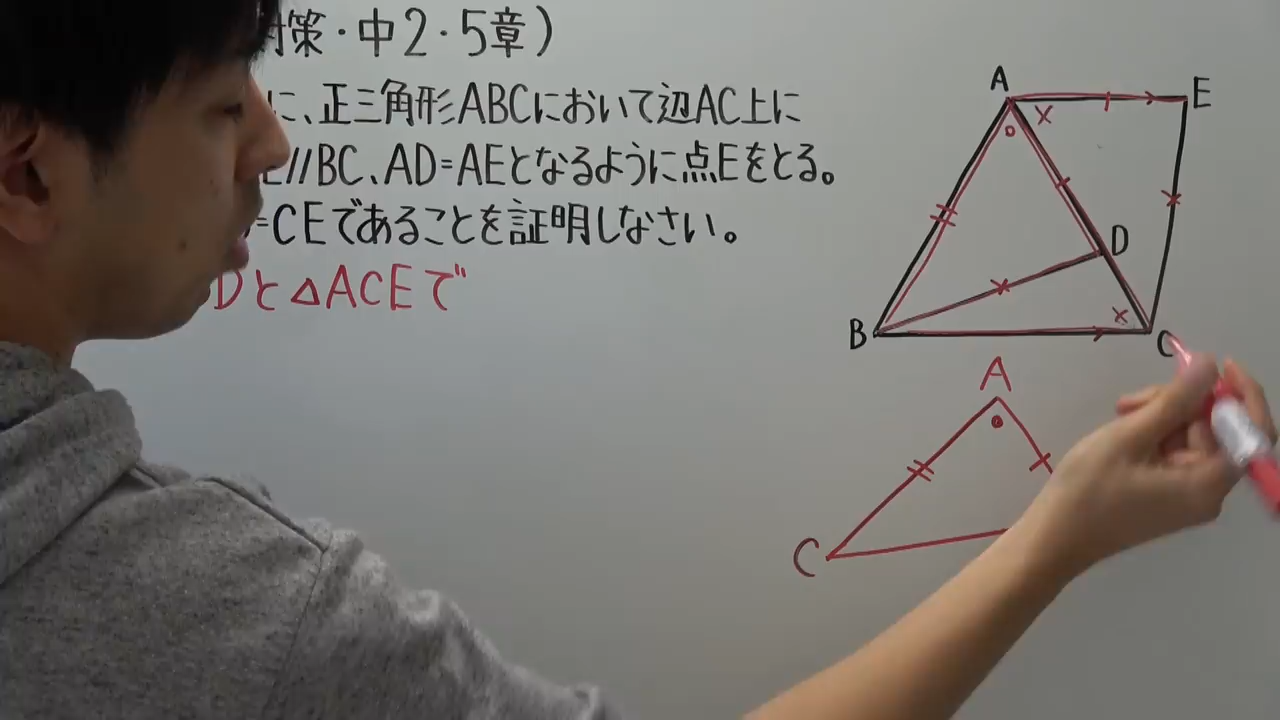 策・中2・5章)
に、正三角形ABCにおいて辺AC上に
E//BC、AD=AEとなるように点Eをとる。
=CEであることを証明しなさい。
Dと△ACEで
A
E
D
B
C
A
C